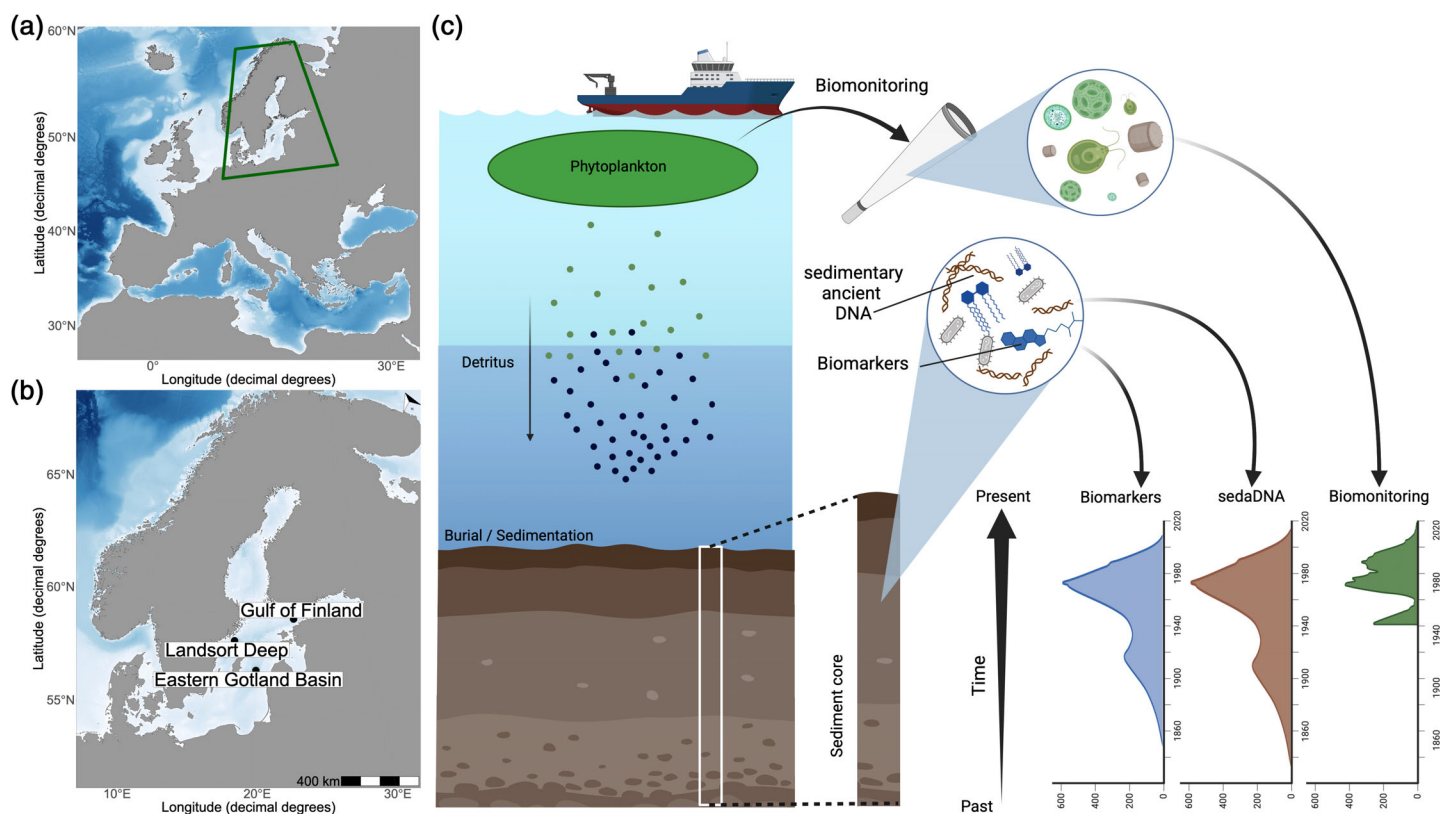 (a)
60°N
50°N
40°N
30°N
Latitude (decimal degrees)
0°
30°E
Longitude (decimal degrees)
(b)
65°N
60°N
55°N
Latitude (decimal degrees)
Gulf of Finland
Landsort Deep
Eastern Gotland Basin
400 km
10°E
20°E
30°E
Longitude (decimal degrees)
(c)
Biomonitoring
Phytoplankton
sedimentary
ancient
DNA
Biomarkers
Detritus
Burial / Sedimentation
Sediment core
Present
Time
Past
Biomarkers
2020
1980
1940
1900
1860
600
400
200
0
sedaDNA
2020
1980
1940
1900
1860
600
400
200
0
Biomonitoring
2020
1980
1940
1900
1860
600
400
200
0